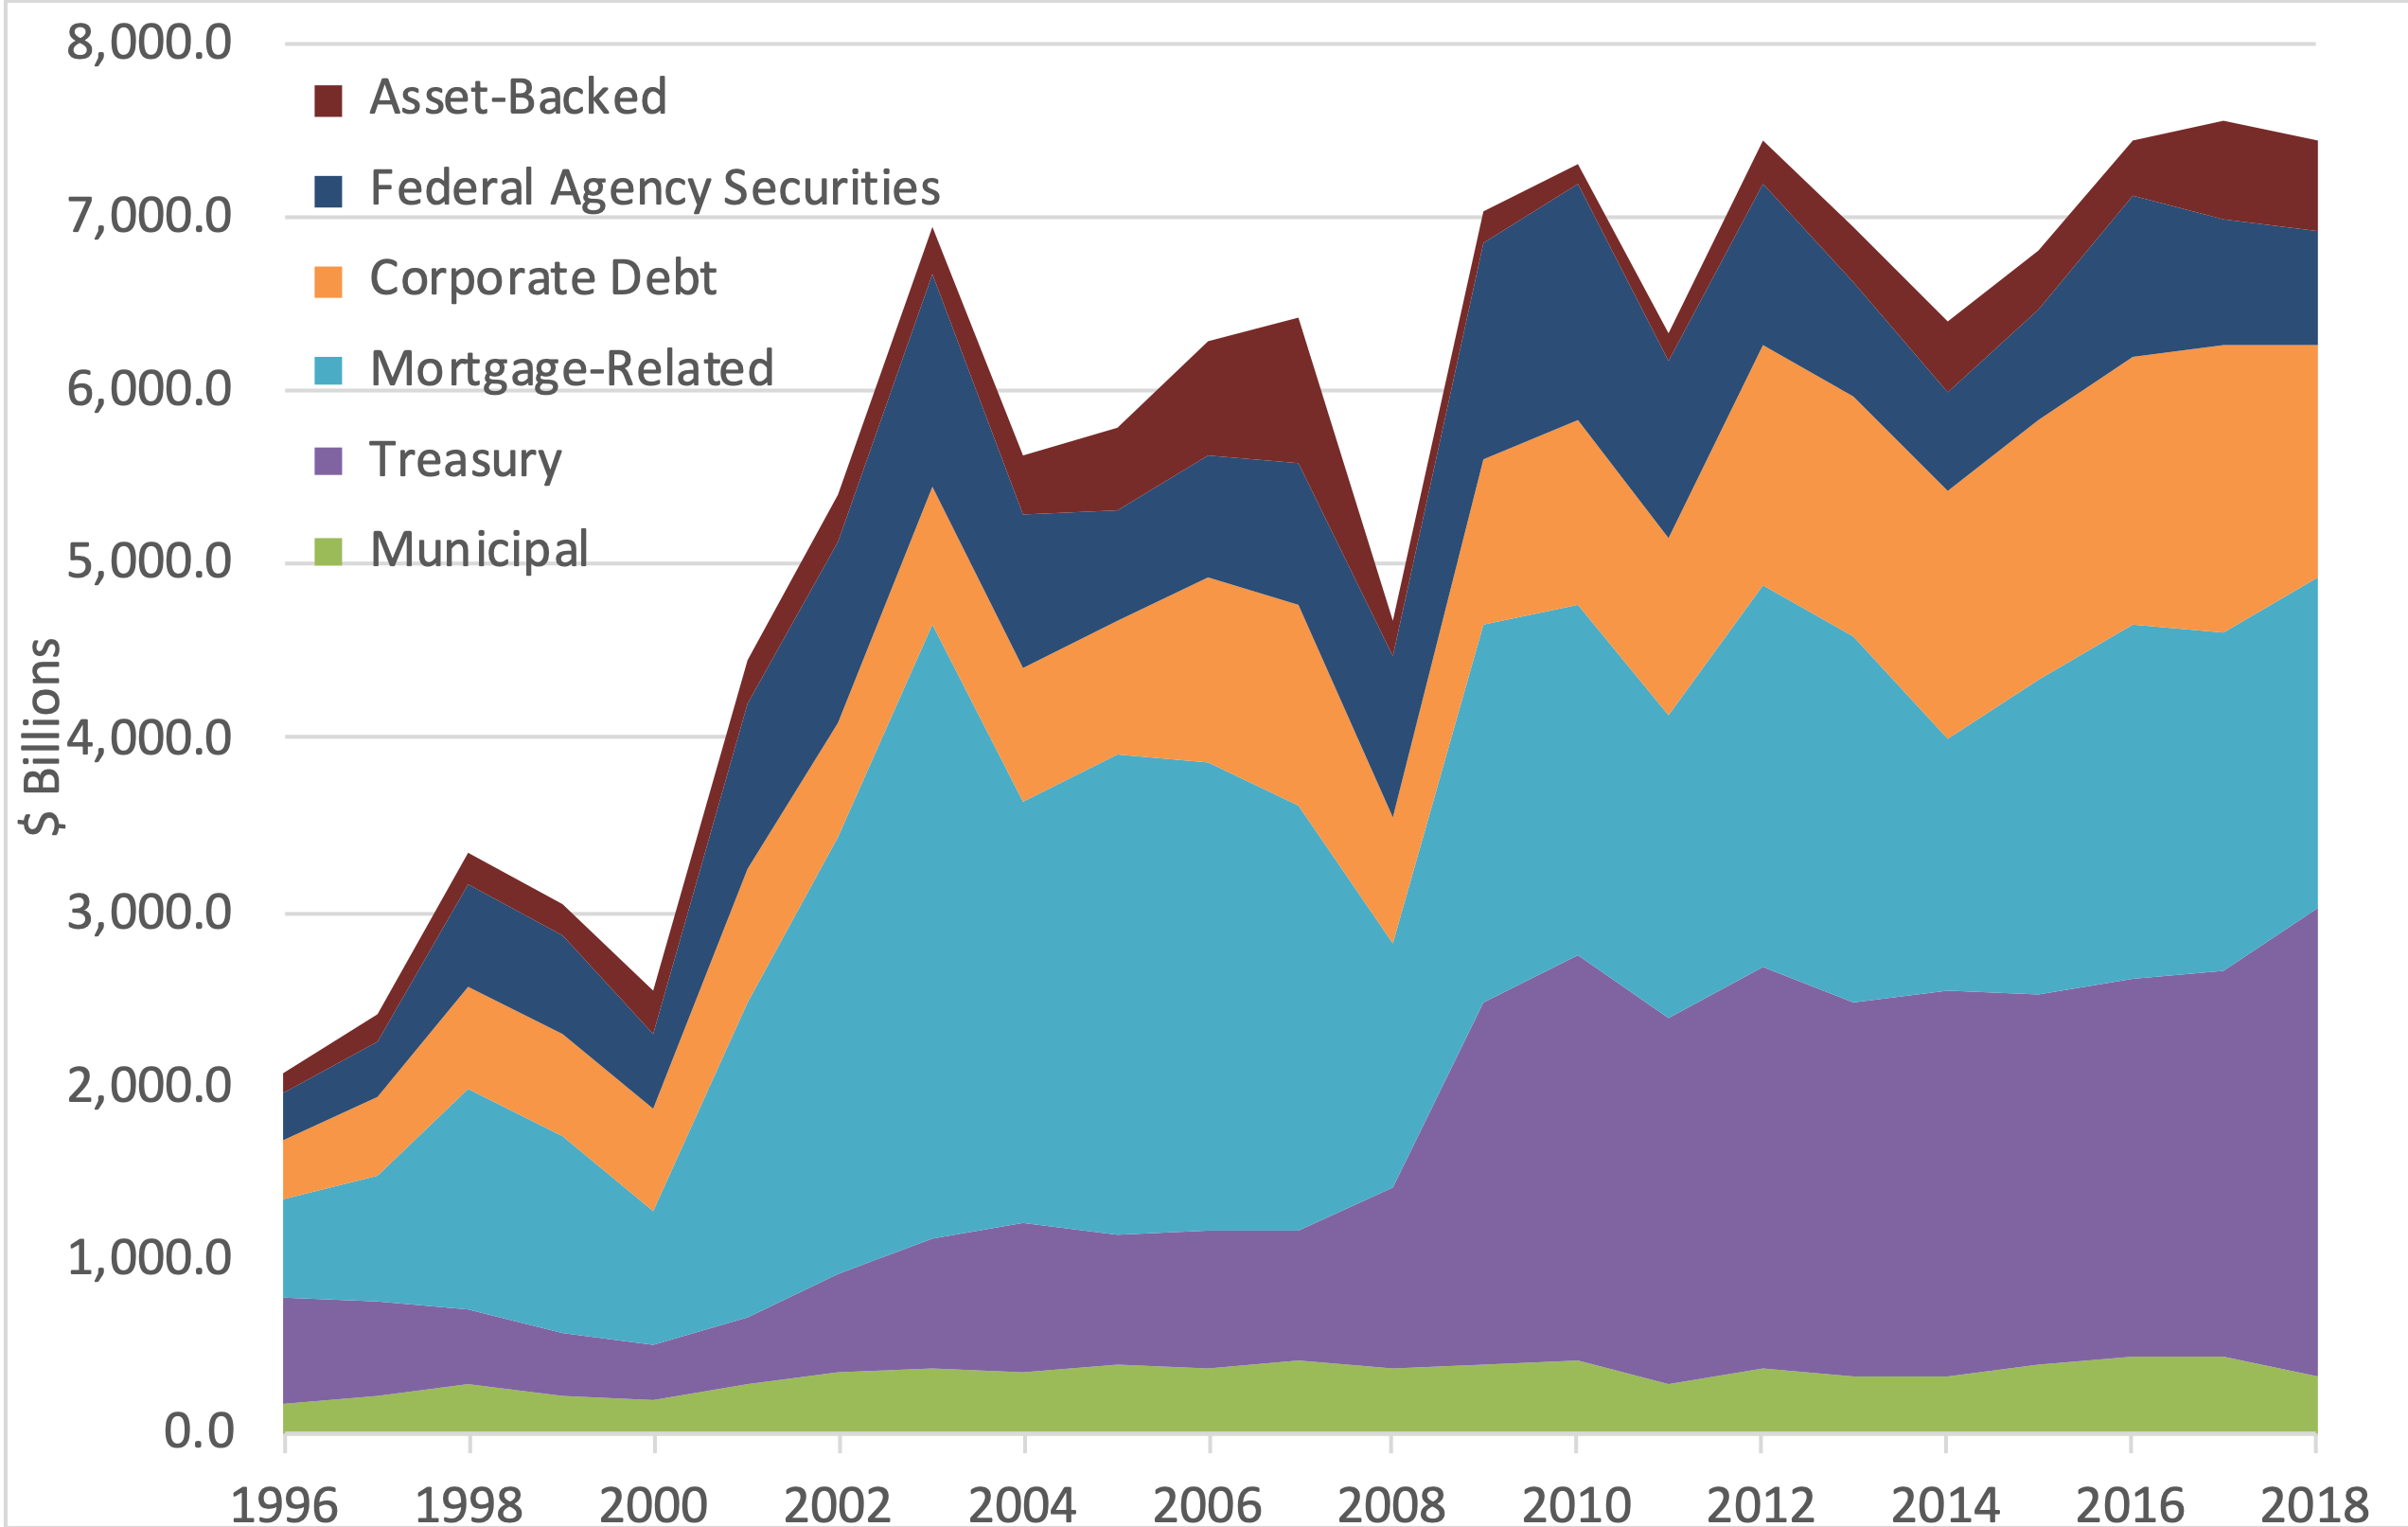 8,000.0
7,000.0
6,000.0
5,000.0
4,000.0
3,000.0
2,000.0
1,000.0
0.0
$ Billions
Asset-Backed
Federal Agency Securities
Corporate Debt
Mortgage-Related
Treasury
Municipal
1996 1998 2000 2002 2004 2006 2008 2010 2012 2014 2016 2018